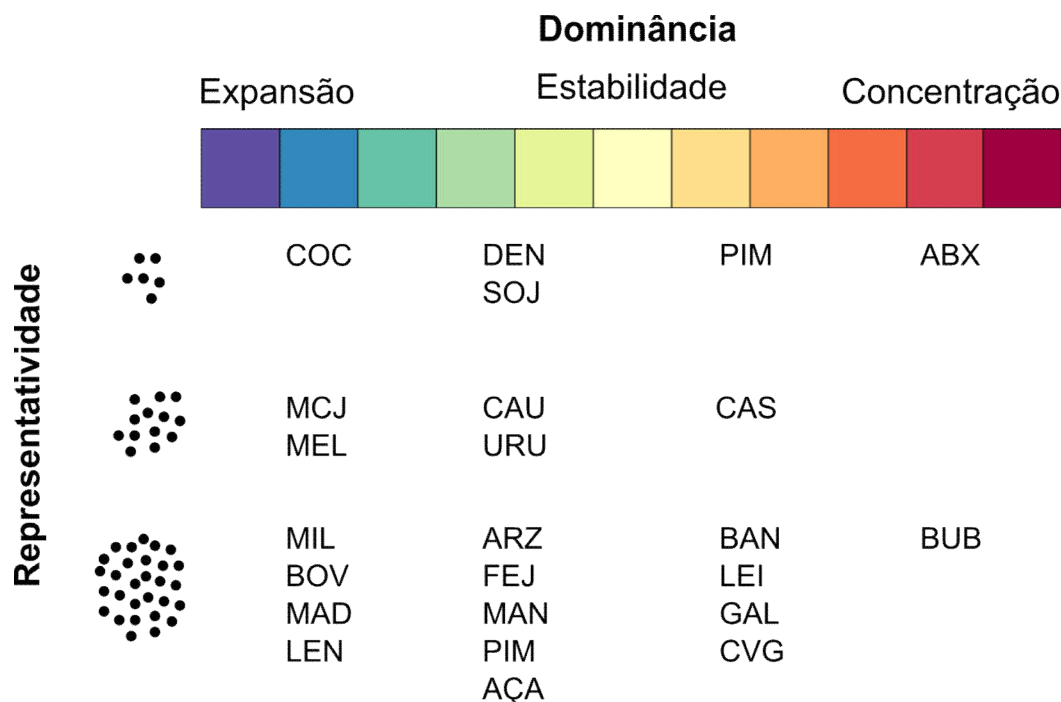 Dominância
Expansão Estabilidade Concentração
Representatividade
COC DEN PIM ABX
SOJ
MCJ CAU CAS
MEL URU
MIL ARZ BAN BUB
BOV FEJ LEI
MAD MAN GAL
LEN PIM CVG
AÇA